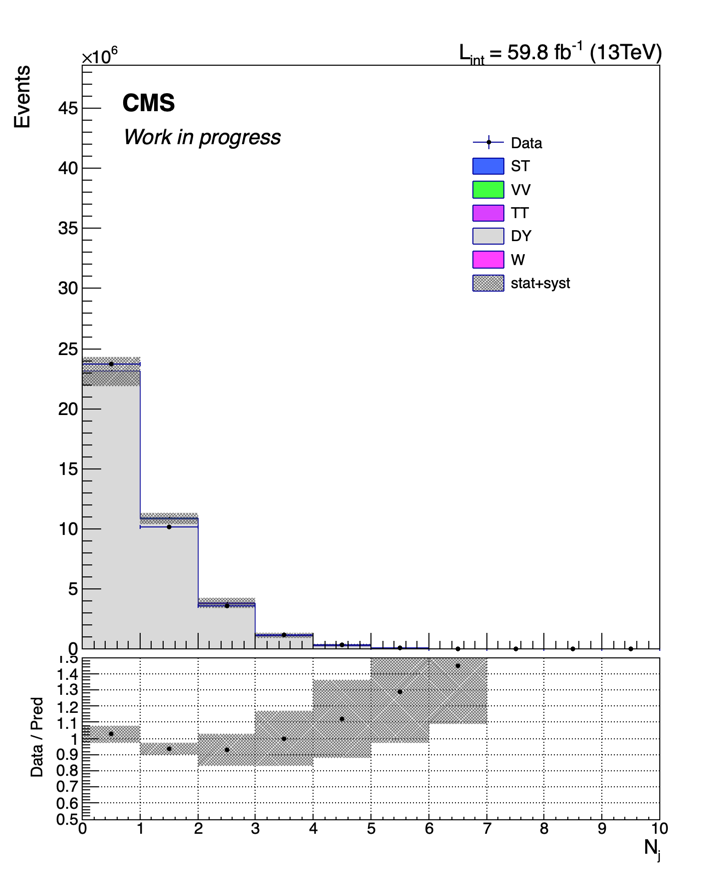 ×10⁶
L_int = 59.8 fb⁻¹ (13TeV)
Events
CMS
Work in progress
Data
ST
VV
TT
DY
W
stat+syst
45
40
35
30
25
20
15
10
5
0
Data / Pred
1.5
1.4
1.3
1.2
1.1
1
0.9
0.8
0.7
0.6
0.5
0 1 2 3 4 5 6 7 8 9 10
N_j